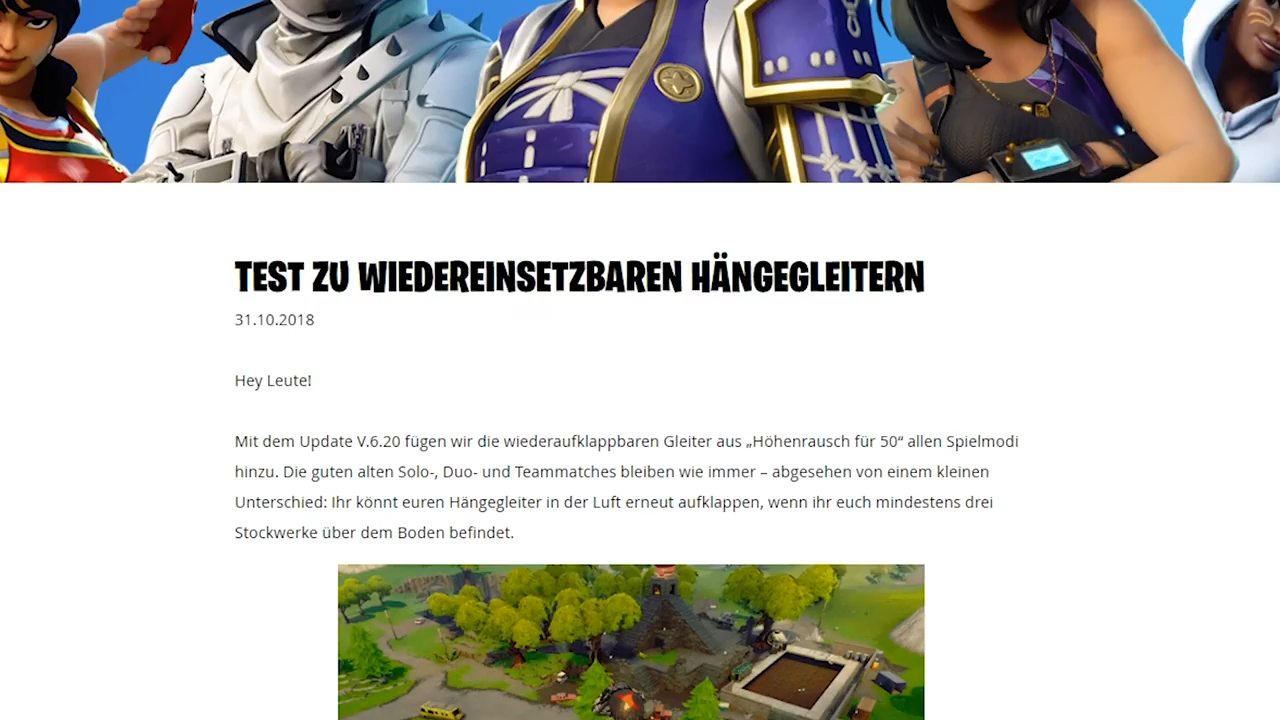 TEST ZU WIEDEREINSETZBAREN HÄNGEGLEITERN
31.10.2018
Hey Leute!
Mit dem Update V.6.20 fügen wir die wiederaufklappbaren Gleiter aus „Höhenrausch für 50“ allen Spielmodi
hinzu. Die guten alten Solo-, Duo- und Teammatches bleiben wie immer – abgesehen von einem kleinen
Unterschied: Ihr könnt euren Hängegleiter in der Luft erneut aufklappen, wenn ihr euch mindestens drei
Stockwerke über dem Boden befindet.